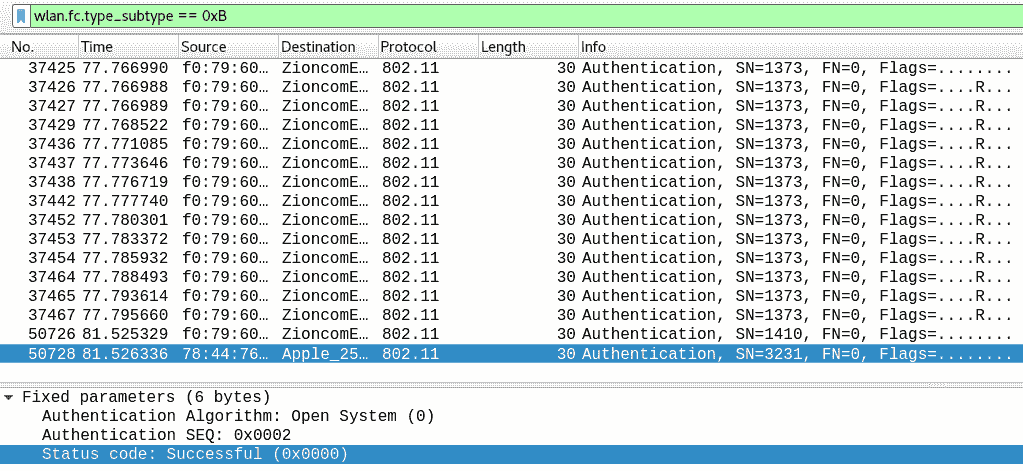 wlan.fc.type_subtype == 0xB
No. Time Source Destination Protocol Length Info
37425 77.766990 f0:79:60… ZioncomE… 802.11 30 Authentication, SN=1373, FN=0, Flags=........
37426 77.766988 f0:79:60… ZioncomE… 802.11 30 Authentication, SN=1373, FN=0, Flags=....R...
37427 77.766989 f0:79:60… ZioncomE… 802.11 30 Authentication, SN=1373, FN=0, Flags=....R...
37429 77.768522 f0:79:60… ZioncomE… 802.11 30 Authentication, SN=1373, FN=0, Flags=....R...
37436 77.771085 f0:79:60… ZioncomE… 802.11 30 Authentication, SN=1373, FN=0, Flags=....R...
37437 77.773646 f0:79:60… ZioncomE… 802.11 30 Authentication, SN=1373, FN=0, Flags=....R...
37438 77.776719 f0:79:60… ZioncomE… 802.11 30 Authentication, SN=1373, FN=0, Flags=....R...
37442 77.777740 f0:79:60… ZioncomE… 802.11 30 Authentication, SN=1373, FN=0, Flags=....R...
37452 77.780301 f0:79:60… ZioncomE… 802.11 30 Authentication, SN=1373, FN=0, Flags=....R...
37453 77.783372 f0:79:60… ZioncomE… 802.11 30 Authentication, SN=1373, FN=0, Flags=....R...
37454 77.785932 f0:79:60… ZioncomE… 802.11 30 Authentication, SN=1373, FN=0, Flags=....R...
37464 77.788493 f0:79:60… ZioncomE… 802.11 30 Authentication, SN=1373, FN=0, Flags=....R...
37465 77.793614 f0:79:60… ZioncomE… 802.11 30 Authentication, SN=1373, FN=0, Flags=....R...
37467 77.795660 f0:79:60… ZioncomE… 802.11 30 Authentication, SN=1373, FN=0, Flags=....R...
50726 81.525329 f0:79:60… ZioncomE… 802.11 30 Authentication, SN=1410, FN=0, Flags=........
50728 81.526336 78:44:76… Apple_25… 802.11 30 Authentication, SN=3231, FN=0, Flags=........
Fixed parameters (6 bytes)
Authentication Algorithm: Open System (0)
Authentication SEQ: 0x0002
Status code: Successful (0x0000)